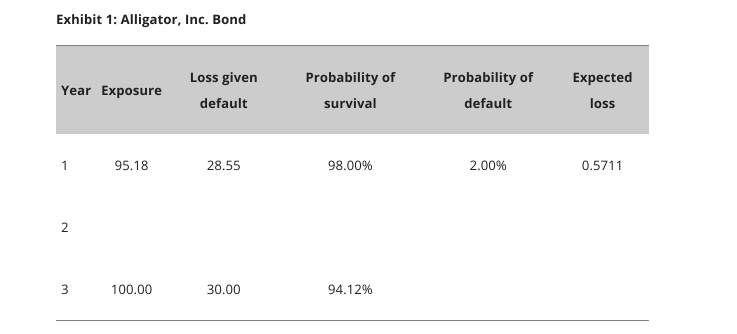 Exhibit 1: Alligator, Inc. Bond
Year Exposure Loss given default Probability of survival Probability of default Expected loss
1 95.18 28.55 98.00% 2.00% 0.5711
2
3 100.00 30.00 94.12%